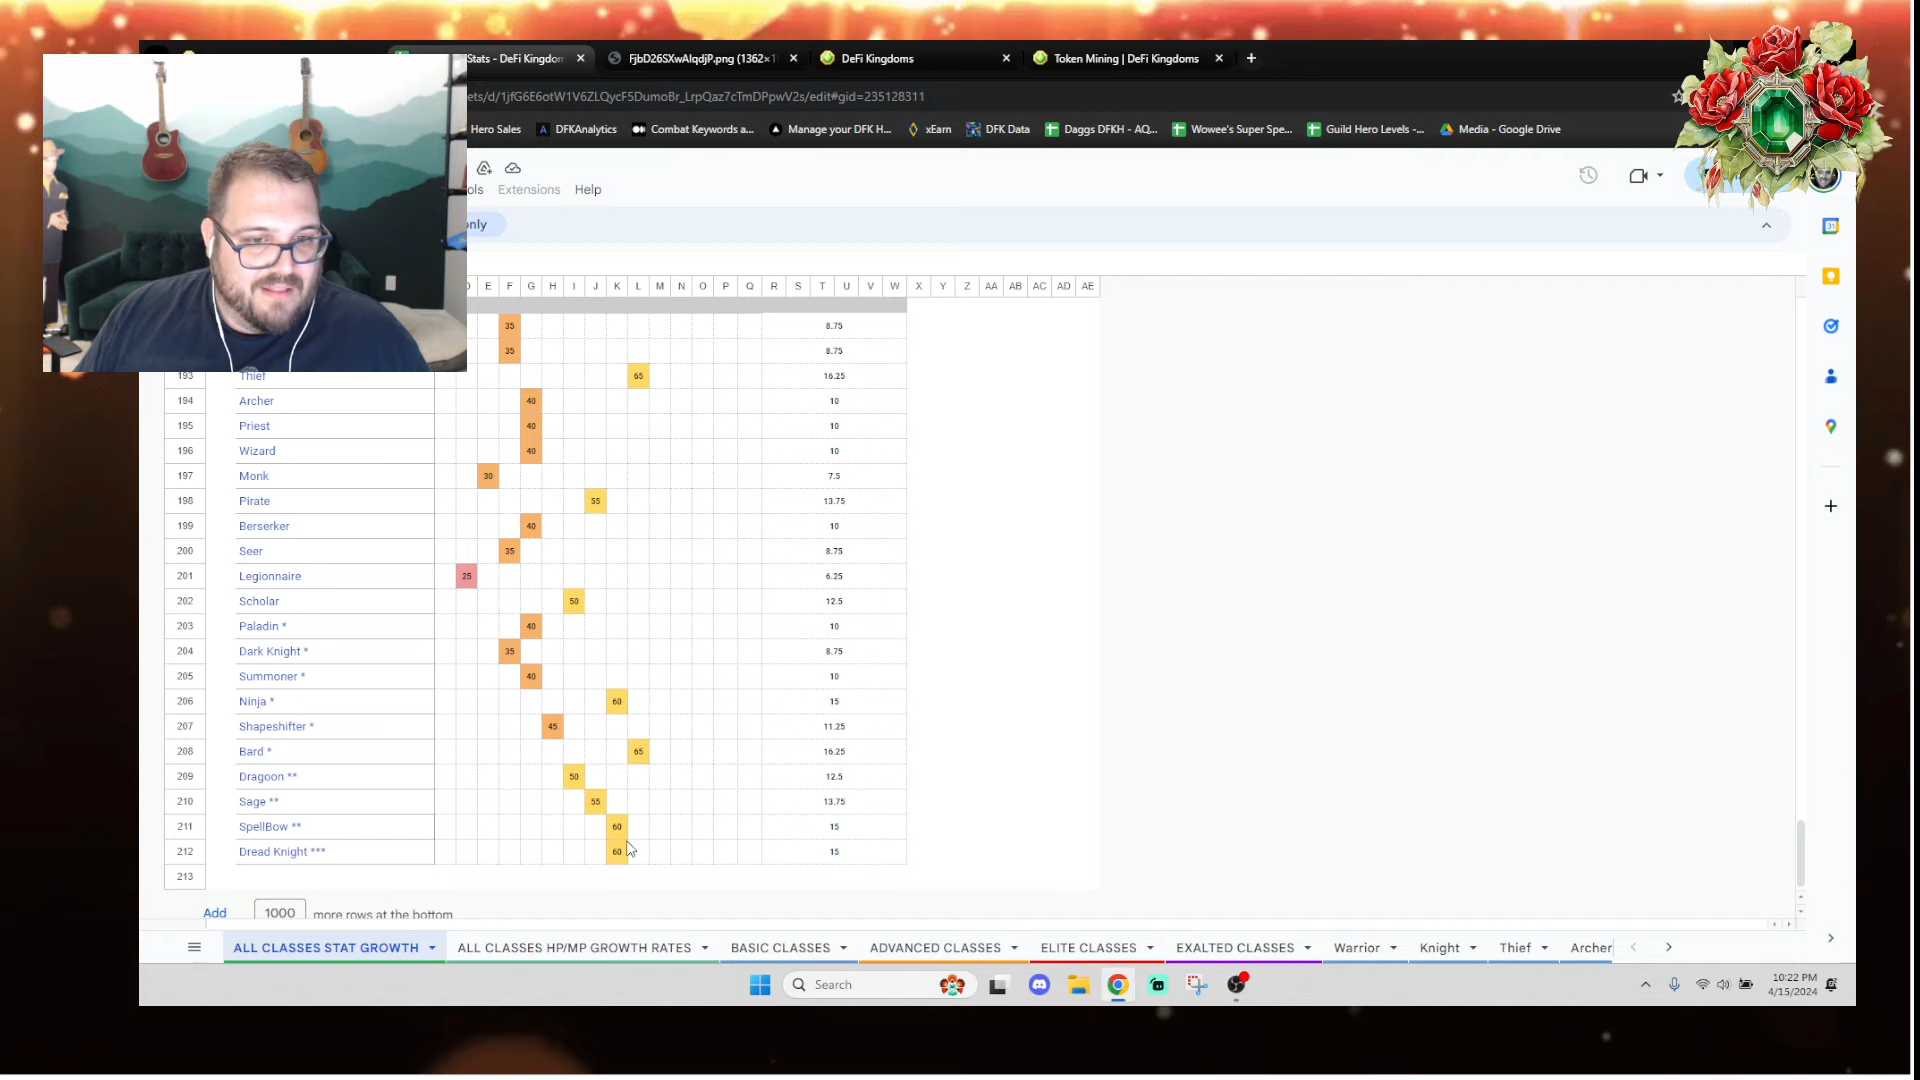 Stats - DeFi Kingdom
FjbD26SXwAIqdjP.png (1362×1
DeFi Kingdoms
Token Mining | DeFi Kingdoms
ets/d/1jfG6E6otW1V6ZLQycF5DumoBr_LrpQaz7cTmDPpwV2s/edit#gid=235128311
Hero Sales
DFKAnalytics
Combat Keywords a...
Manage your DFK H...
xEarn
DFK Data
Daggs DFKH - AQ...
Wowee's Super Spe...
Guild Hero Levels -...
Media - Google Drive
ols Extensions Help
only
D E F G H I J K L M N O P Q R S T U V W X Y Z AA AB AC AD AE
35 8.75
35 8.75
193 Thief 65 16.25
194 Archer 40 10
195 Priest 40 10
196 Wizard 40 10
197 Monk 30 7.5
198 Pirate 55 13.75
199 Berserker 40 10
200 Seer 35 8.75
201 Legionnaire 25 6.25
202 Scholar 50 12.5
203 Paladin * 40 10
204 Dark Knight * 35 8.75
205 Summoner * 40 10
206 Ninja * 60 15
207 Shapeshifter * 45 11.25
208 Bard * 65 16.25
209 Dragoon ** 50 12.5
210 Sage ** 55 13.75
211 SpellBow ** 60 15
212 Dread Knight *** 60 15
213
Add 1000 more rows at the bottom
ALL CLASSES STAT GROWTH
ALL CLASSES HP/MP GROWTH RATES
BASIC CLASSES
ADVANCED CLASSES
ELITE CLASSES
EXALTED CLASSES
Warrior
Knight
Thief
Archer
Search
10:22 PM
4/15/2024